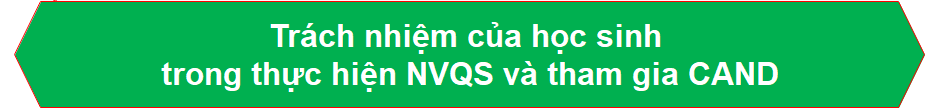 Trách nhiệm của học sinh
trong thực hiện NVQS và tham gia CAND